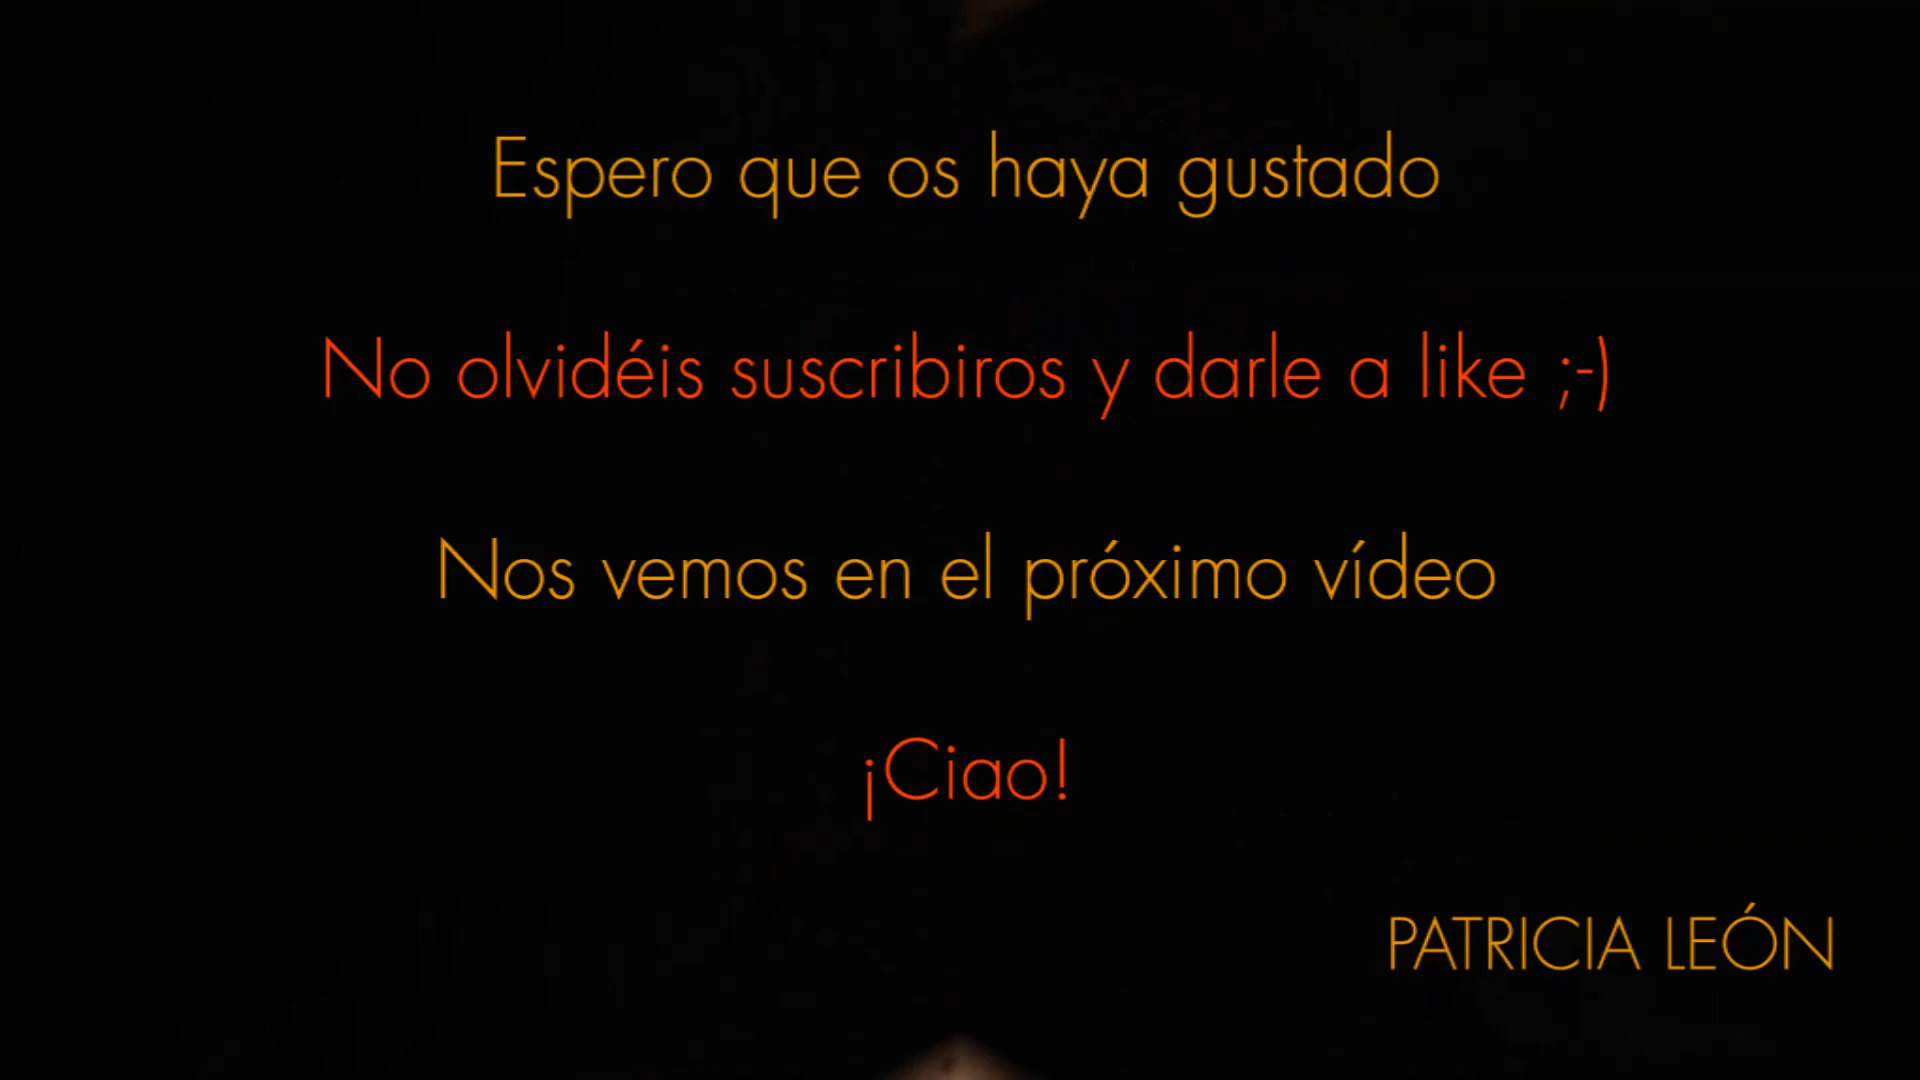 Espero que os haya gustado
No olvidéis suscribiros y darle a like ;-)
Nos vemos en el próximo vídeo
¡Ciao!
PATRICIA LEÓN